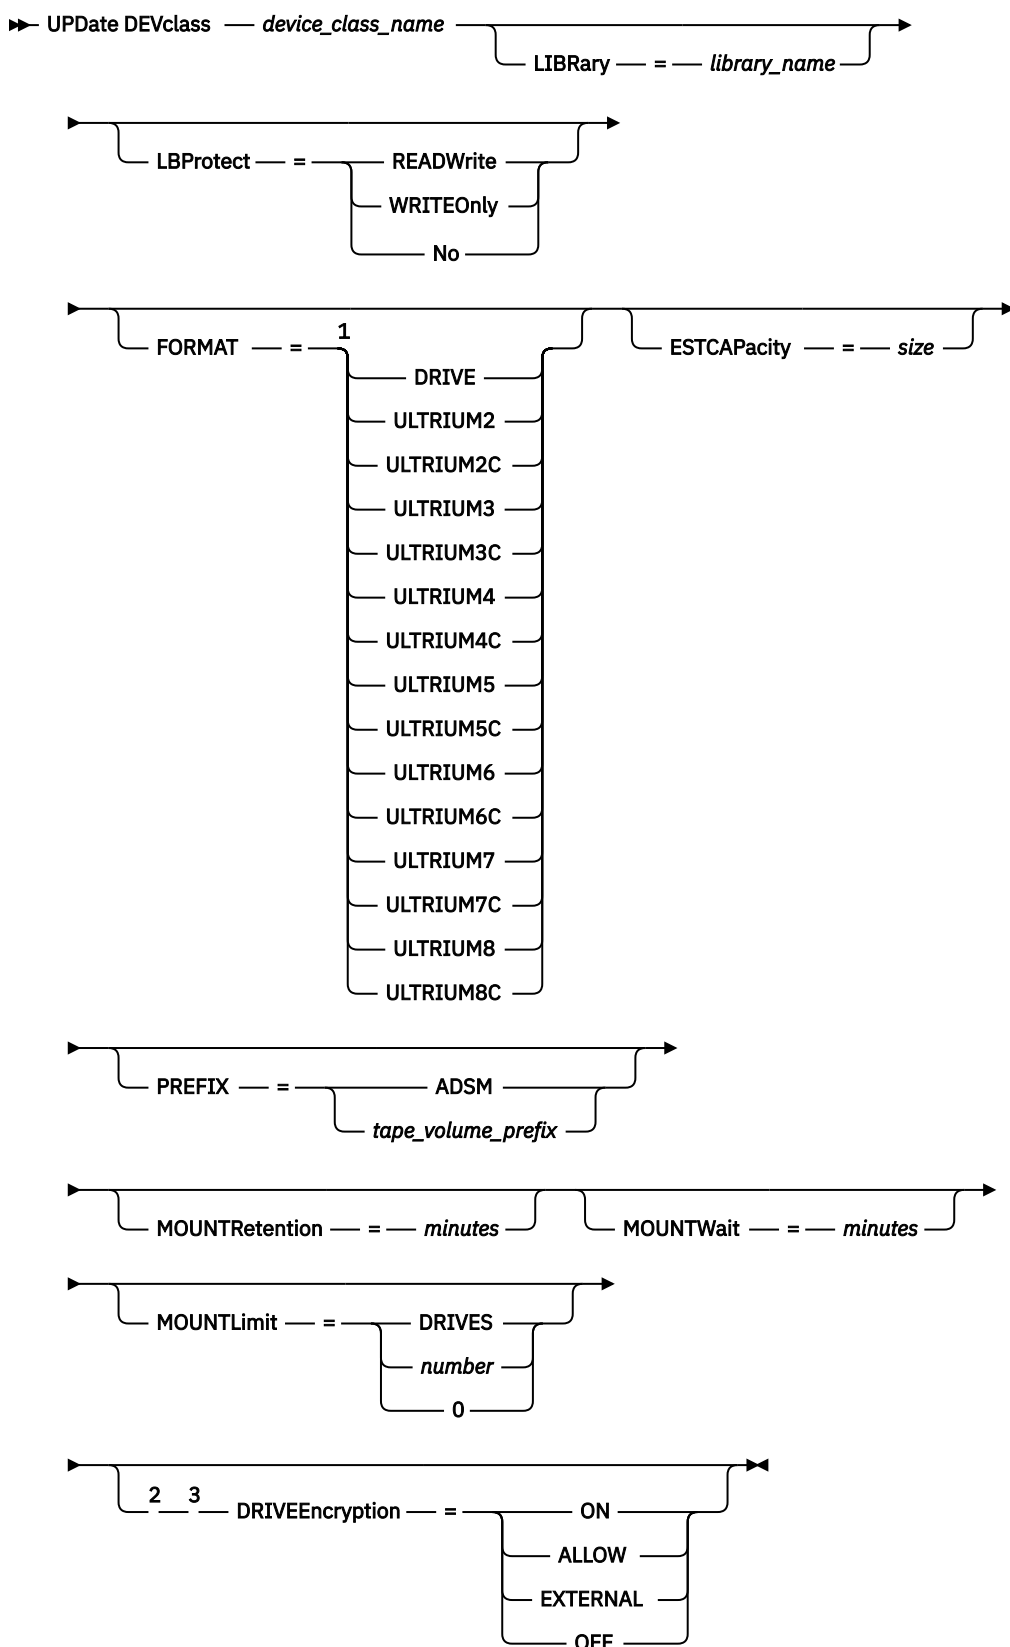 UPDate DEVclass device_class_name
LIBRary = library_name
LBProtect = READWrite
WRITEOnly
No
FORMAT = 1
DRIVE
ULTRIUM2
ULTRIUM2C
ULTRIUM3
ULTRIUM3C
ULTRIUM4
ULTRIUM4C
ULTRIUM5
ULTRIUM5C
ULTRIUM6
ULTRIUM6C
ULTRIUM7
ULTRIUM7C
ULTRIUM8
ULTRIUM8C
ESTCAPacity = size
PREFIX = ADSM
tape_volume_prefix
MOUNTRetention = minutes
MOUNTWait = minutes
MOUNTLimit = DRIVES
number
0
2 3 DRIVEEncryption = ON
ALLOW
EXTERNAL
OFF